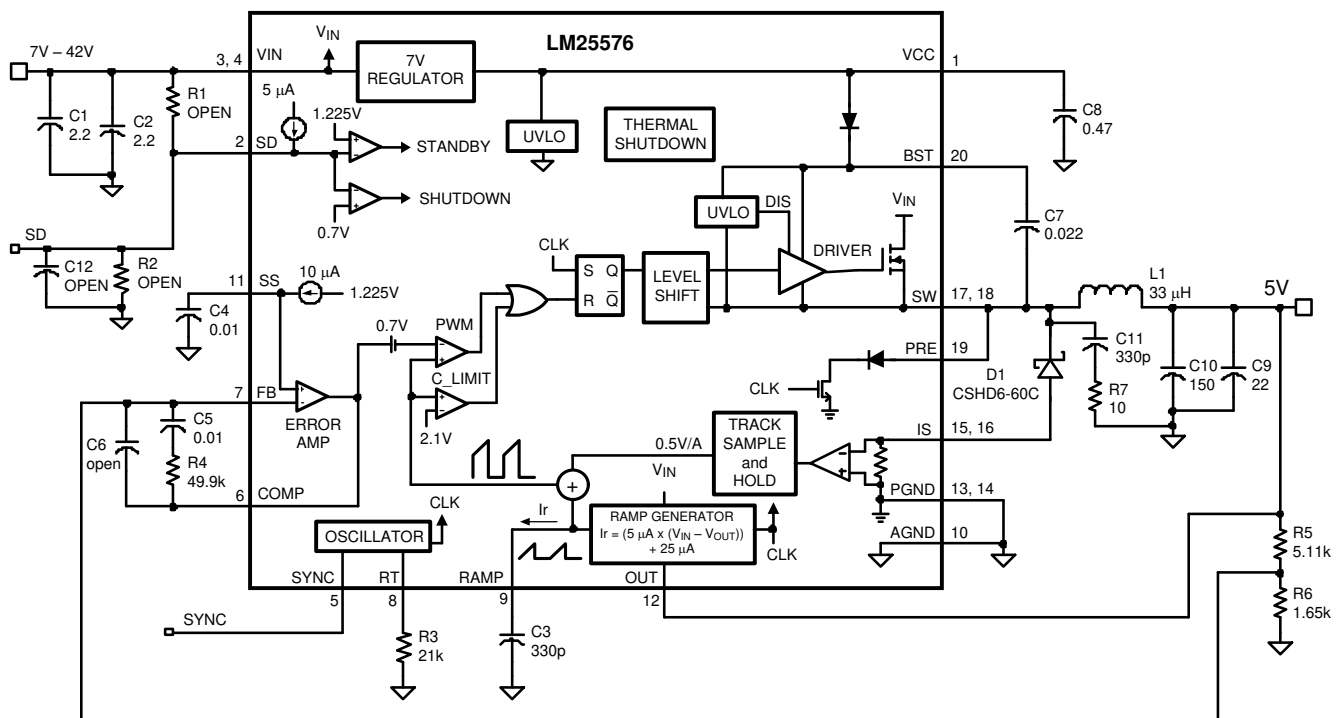 LM25576
7V – 42V
3, 4
VIN
V_IN
7V
REGULATOR
VCC
1
R1
OPEN
5 µA
1.225V
C1
2.2
C2
2.2
2
SD
STANDBY
UVLO
THERMAL
SHUTDOWN
C8
0.47
SHUTDOWN
0.7V
BST
20
UVLO
DIS
V_IN
C7
0.022
SD
C12
OPEN
R2
OPEN
11
SS
10 µA
1.225V
CLK
S
Q
R
Q̅
LEVEL
SHIFT
DRIVER
SW
17, 18
L1
33 µH
5V
C4
0.01
0.7V
PWM
PRE
19
C11
330p
CLK
D1
CSHD6-60C
R7
10
C10
150
C9
22
7
FB
C_LIMIT
2.1V
ERROR
AMP
C5
0.01
C6
open
R4
49.9k
6
COMP
0.5V/A
TRACK
SAMPLE
and
HOLD
IS
15, 16
V_IN
+
PGND
13, 14
CLK
OSCILLATOR
Ir
RAMP GENERATOR
Ir = (5 µA x (V_IN – V_OUT))
+ 25 µA
CLK
AGND
10
R5
5.11k
SYNC
RT
RAMP
OUT
5
8
9
12
R6
1.65k
SYNC
R3
21k
C3
330p